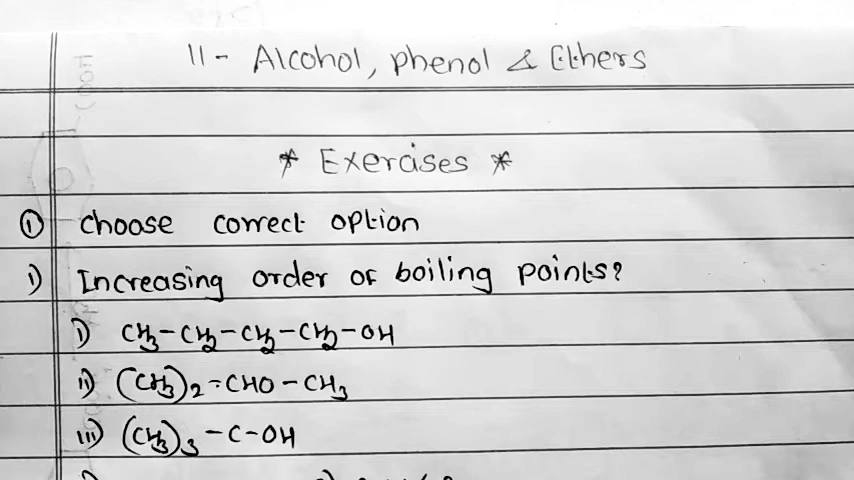 11 - Alcohol, phenol & Ethers
* Exercises *
① choose correct option
i) Increasing order of boiling points?
i) CH₃-CH₂-CH₂-CH₂-OH
ii) (CH₃)₂=CHO-CH₃
iii) (CH₃)₃-C-OH